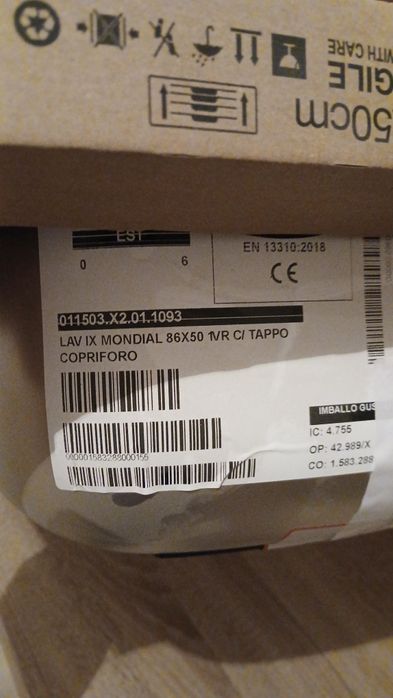 WITH CARE
GILE
50cm
EST
0 6
EN 13310:2018
CE
011503.X2.01.1093
LAV IX MONDIAL 86X50 1VR C/ TAPPO
COPRIFORO
IMBALLO GUS
IC: 4.755
OP: 42.989/X
CO: 1.583.288
00001583288000156